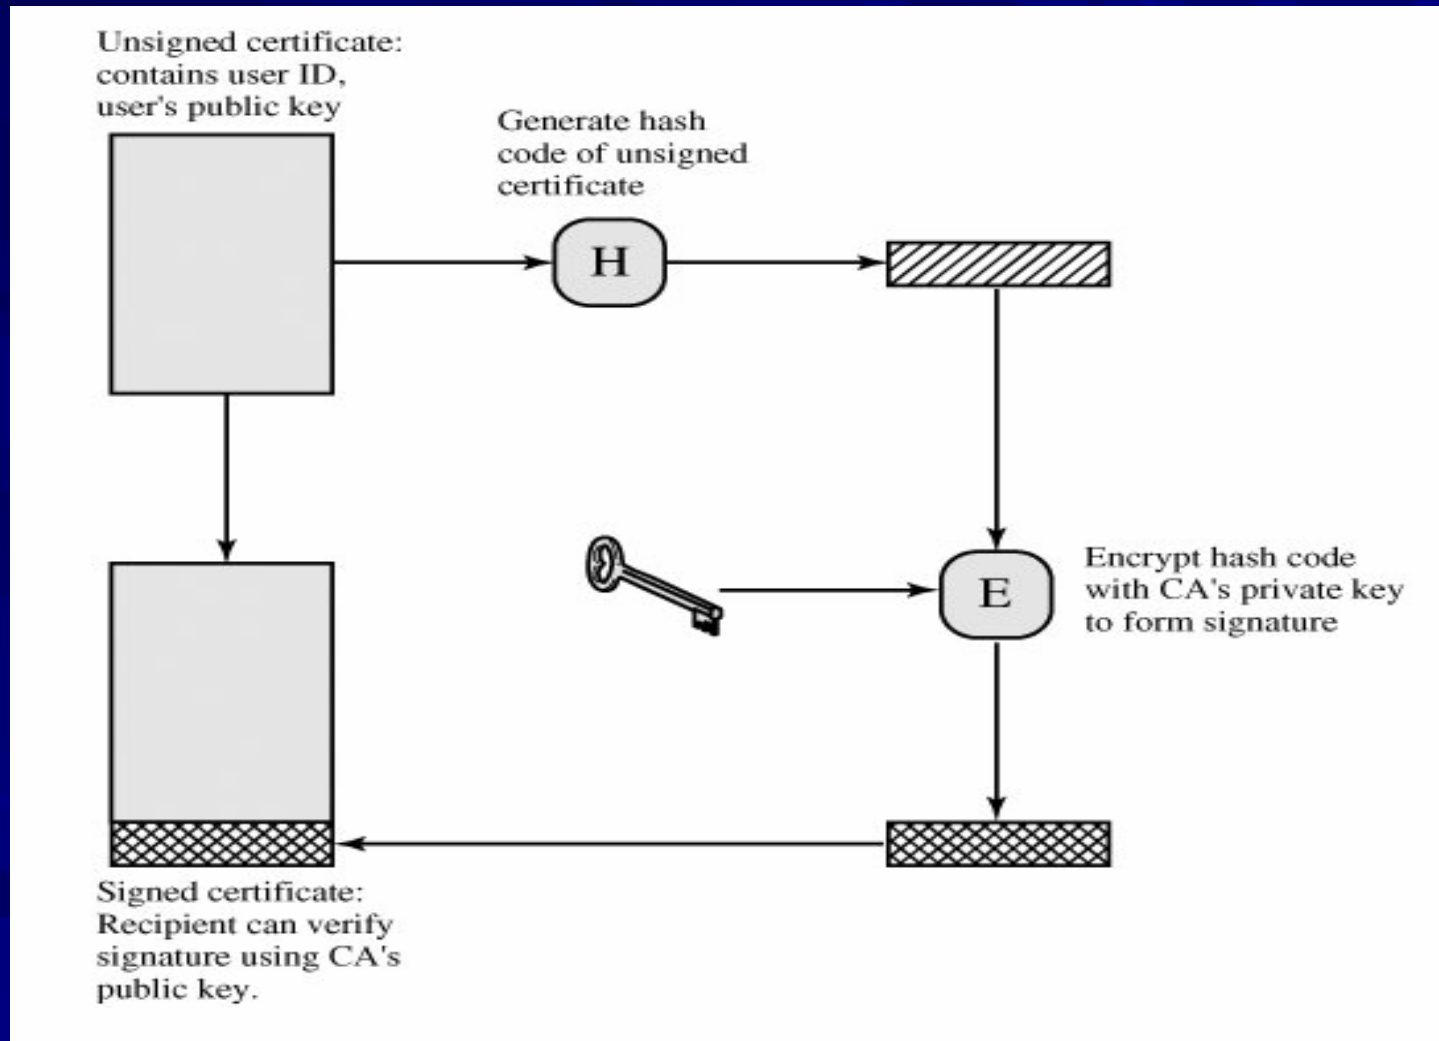 Unsigned certificate:
contains user ID,
user's public key
Generate hash
code of unsigned
certificate
H
Encrypt hash code
with CA's private key
to form signature
E
Signed certificate:
Recipient can verify
signature using CA's
public key.